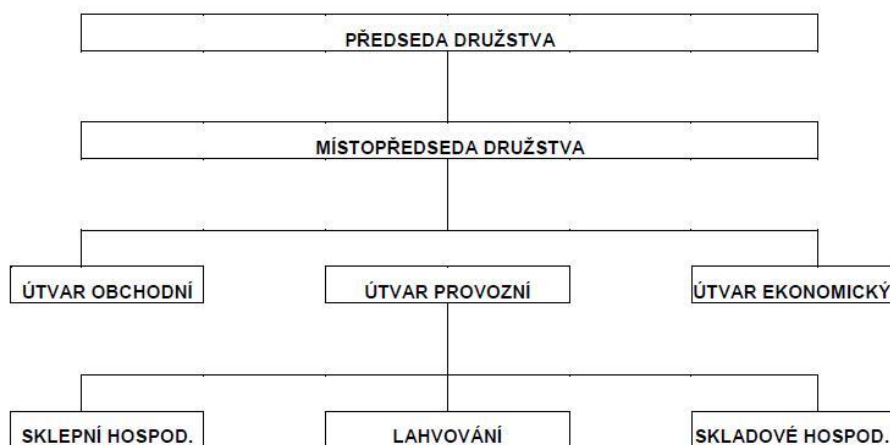 PŘEDSEDA DRUŽSTVA
MÍSTOPŘEDSEDA DRUŽSTVA
ÚTVAR OBCHODNÍ
ÚTVAR PROVOZNÍ
ÚTVAR EKONOMICKÝ
SKLEPNÍ HOSPOD.
LAHVOVÁNÍ
SKLADOVÉ HOSPOD.